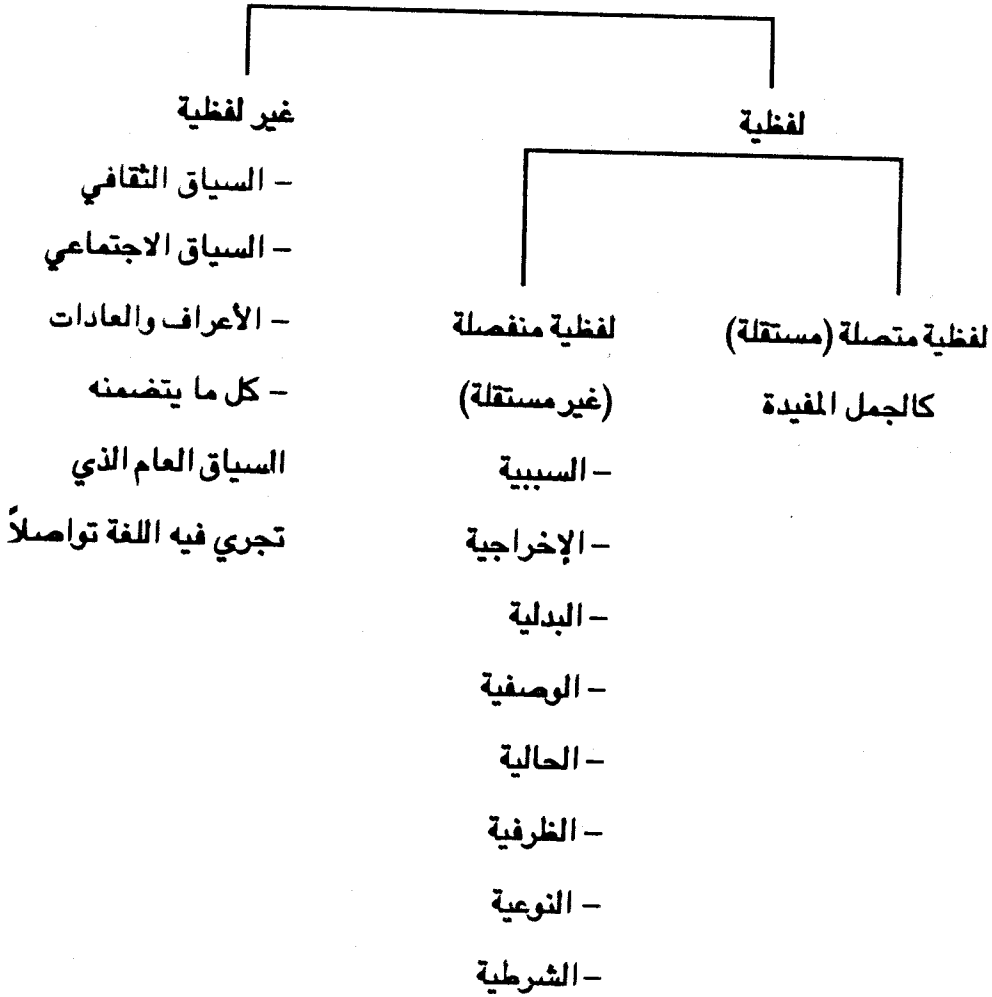 لفظية
لفظية متصلة (مستقلة)
كالجمل المفيدة
لفظية منفصلة
(غير مستقلة)
– السببية
– الإخراجية
– البدلية
– الوصفية
– الحالية
– الظرفية
– النوعية
– الشرطية
غير لفظية
– السياق الثقافي
– السياق الاجتماعي
– الأعراف والعادات
– كل ما يتضمنه
السياق العام الذي
تجري فيه اللغة تواصلاً